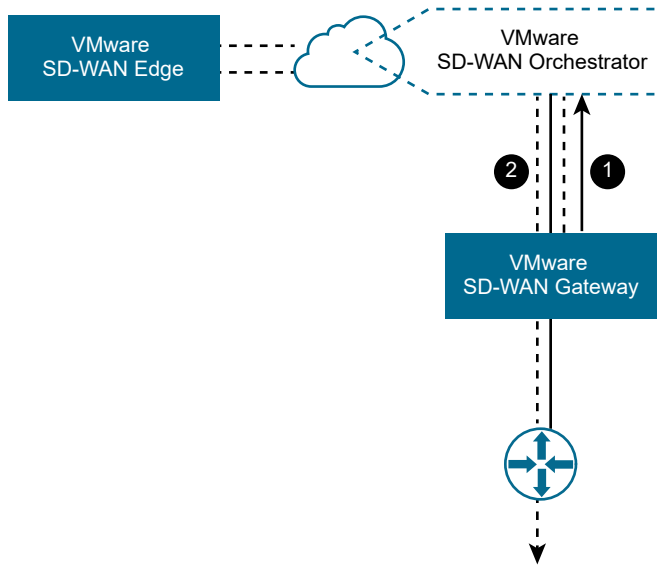 VMware
SD-WAN Edge
VMware
SD-WAN Orchestrator
2
1
VMware
SD-WAN Gateway